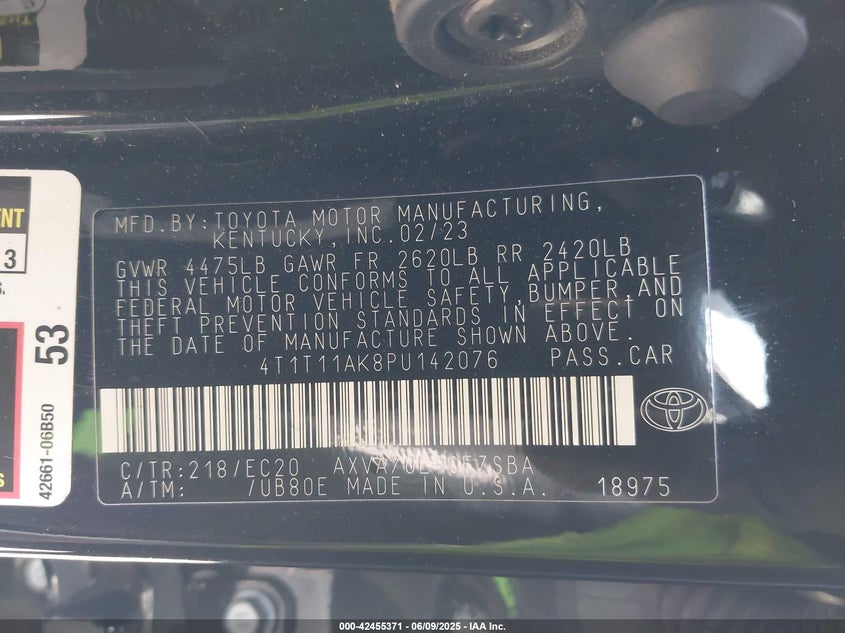 ENT
3
S.
53
42661-06B50
S
MFD.BY:TOYOTA MOTOR MANUFACTURING,
KENTUCKY,INC.02/23
GVWR 4475LB GAWR FR 2620LB RR 2420LB
THIS VEHICLE CONFORMS TO ALL APPLICABLE
FEDERAL MOTOR VEHICLE SAFETY,BUMPER,AND
THEFT PREVENTION STANDARDS IN EFFECT ON
THE DATE OF MANUFACTURE SHOWN ABOVE.
4T1T11AK8PU142076 PASS.CAR
C/TR:218/EC20
A/TM: /UB80E MADE IN U.S.A. 18975
000-42455371 - 06/09/2025 - IAA Inc.